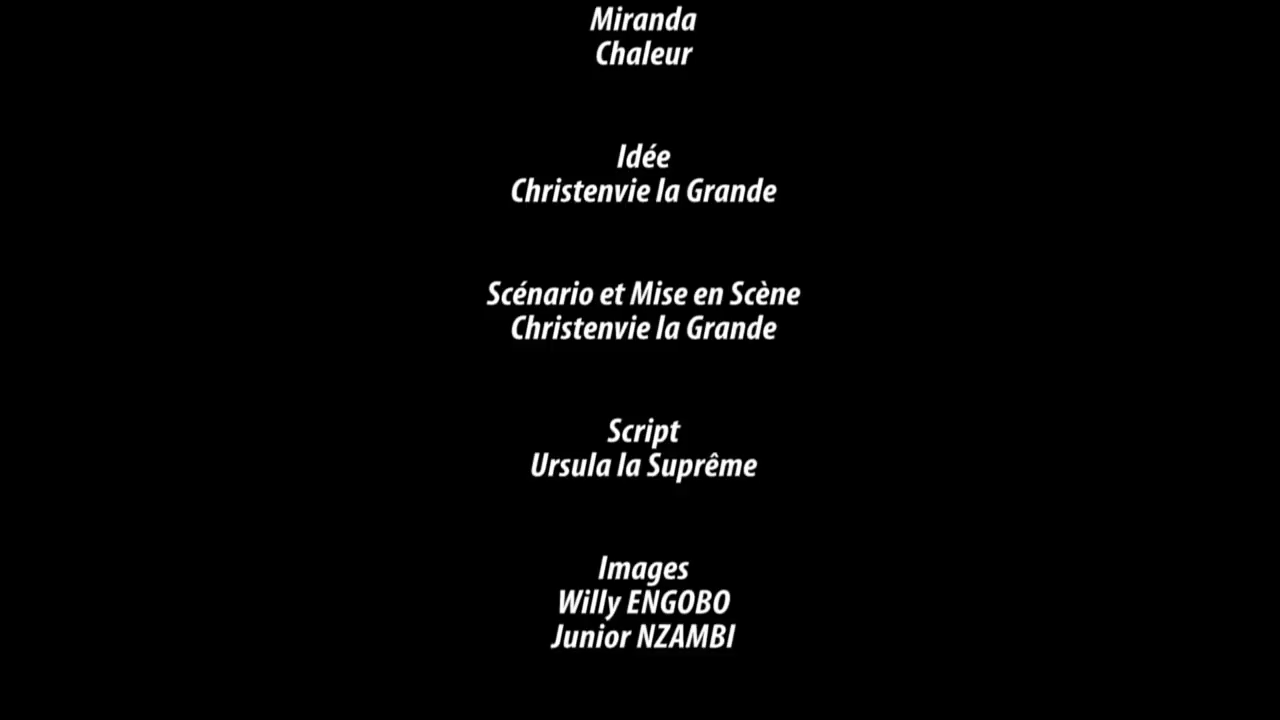 Miranda
Chaleur
Idée
Christenvie la Grande
Scénario et Mise en Scène
Christenvie la Grande
Script
Ursula la Suprême
Images
Willy ENGOBO
Junior NZAMBI